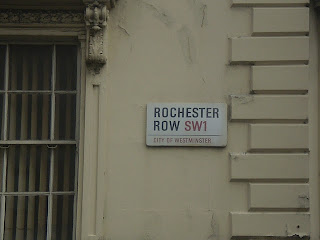 ROCHESTER
ROW SW1
CITY OF WESTMINSTER